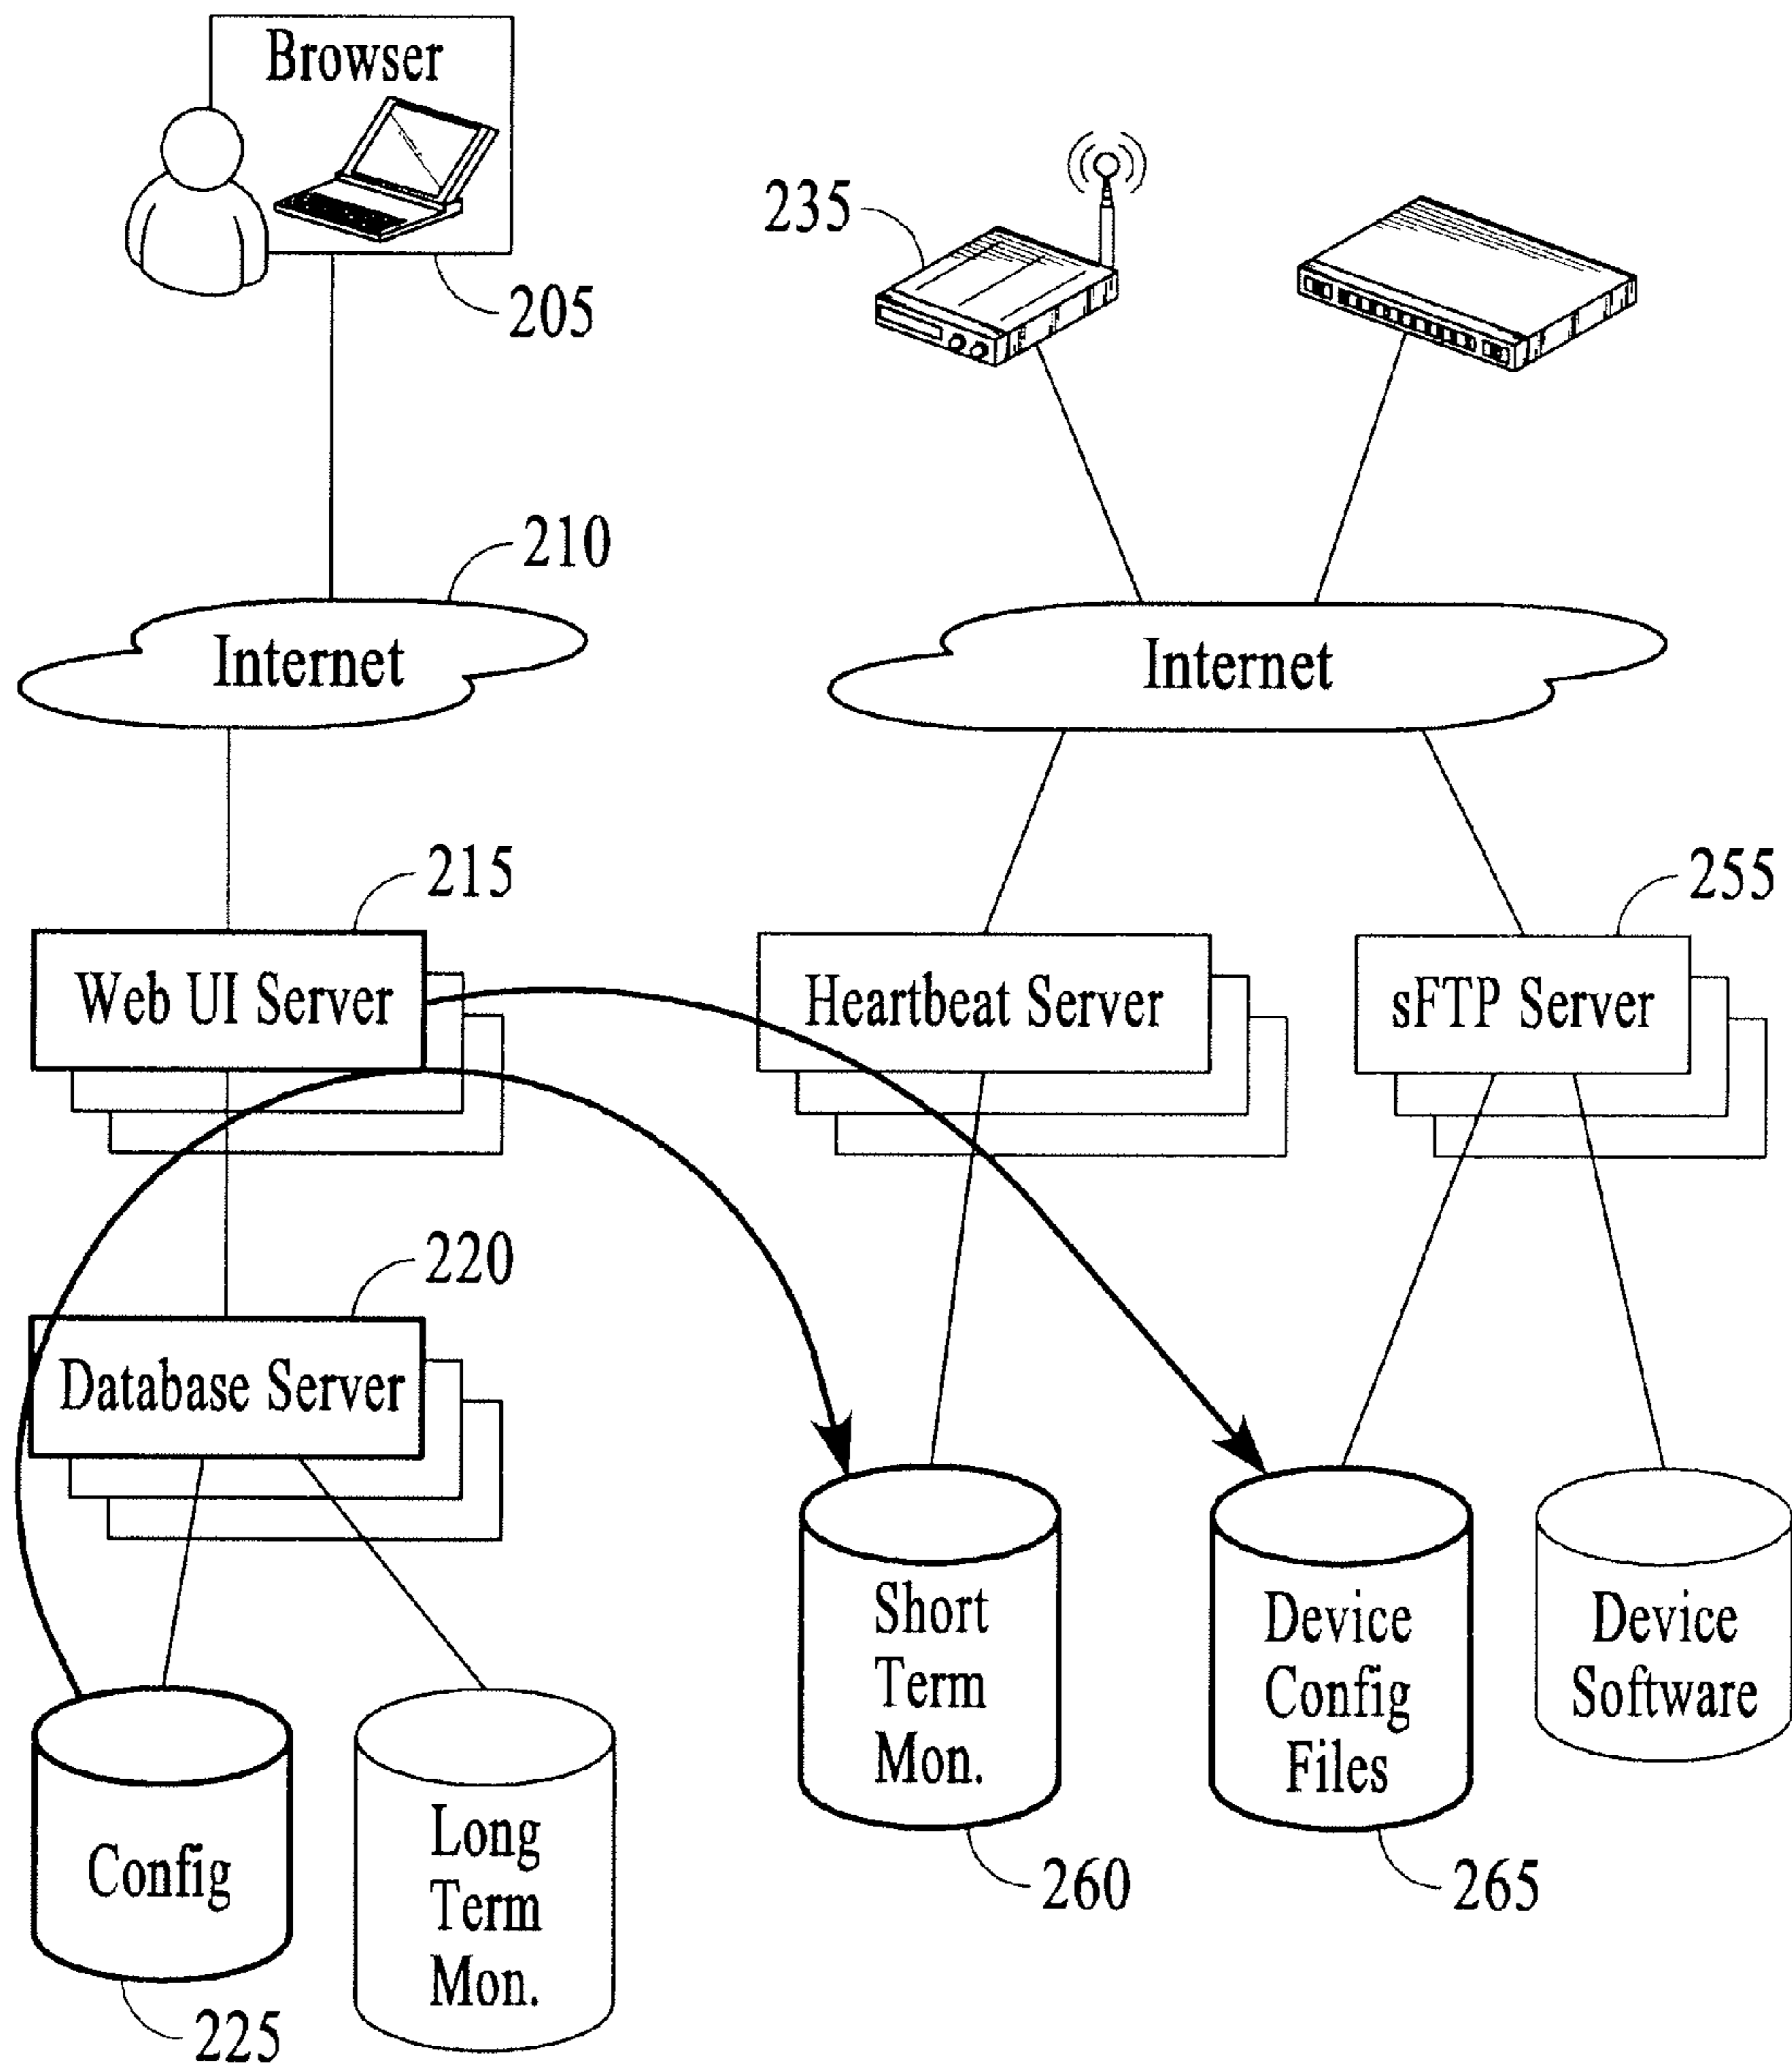 Browser
205
235
210
Internet
Internet
215
255
Web UI Server
Heartbeat Server
sFTP Server
220
Database Server
Short
Term
Mon.
260
Device
Config
Files
265
Device
Software
Config
225
Long
Term
Mon.